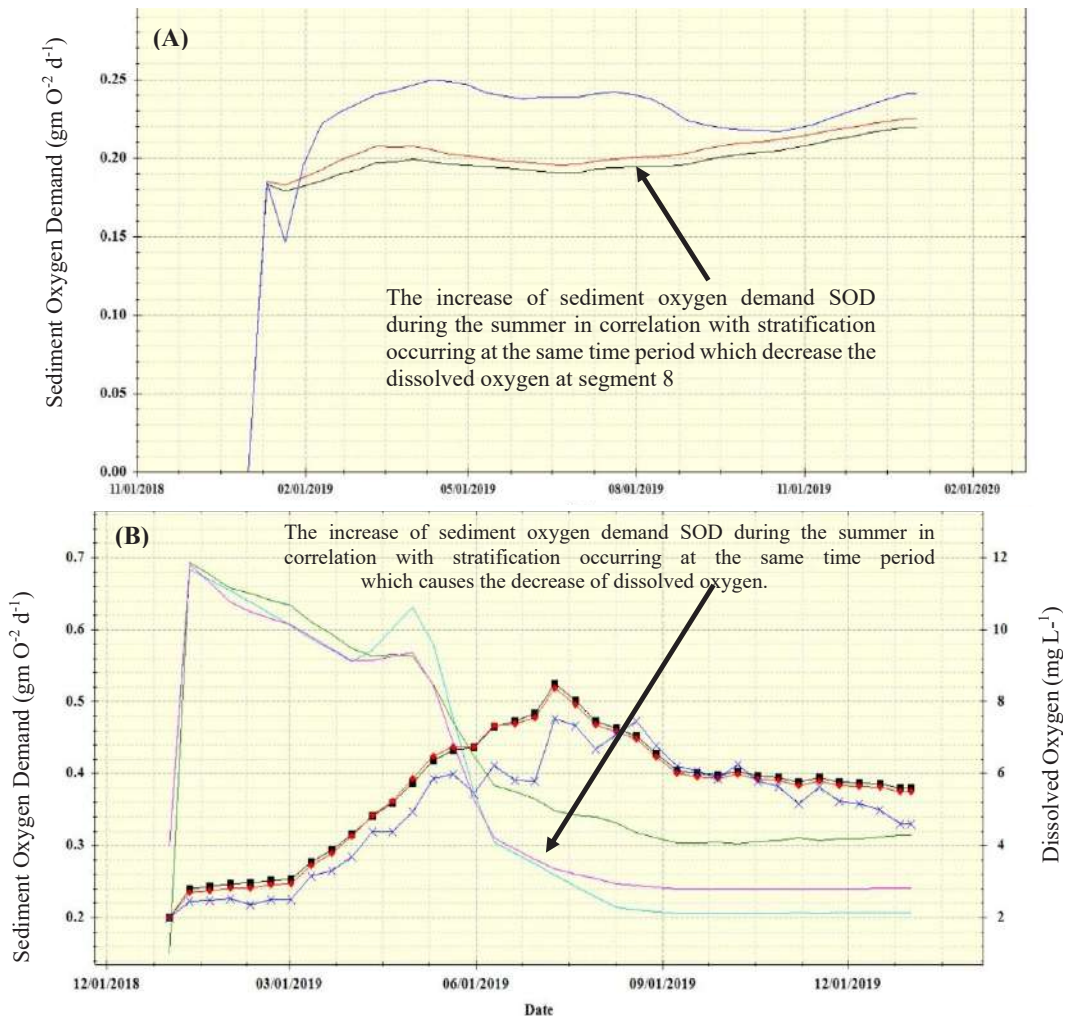 (A)
Sediment Oxygen Demand (gm O-2 d-1)
0.25
0.20
0.15
0.10
0.05
0.00
The increase of sediment oxygen demand SOD
during the summer in correlation with stratification
occurring at the same time period which decrease the
dissolved oxygen at segment 8
11/01/2018 02/01/2019 05/01/2019 08/01/2019 11/01/2019 02/01/2020
(B)
The increase of sediment oxygen demand SOD during the summer in
correlation with stratification occurring at the same time period
which causes the decrease of dissolved oxygen.
Sediment Oxygen Demand (gm O-2 d-1)
0.7
0.6
0.5
0.4
0.3
0.2
12
10
8
6
4
2
Dissolved Oxygen (mg L-1)
12/01/2018 03/01/2019 06/01/2019 09/01/2019 12/01/2019
Date